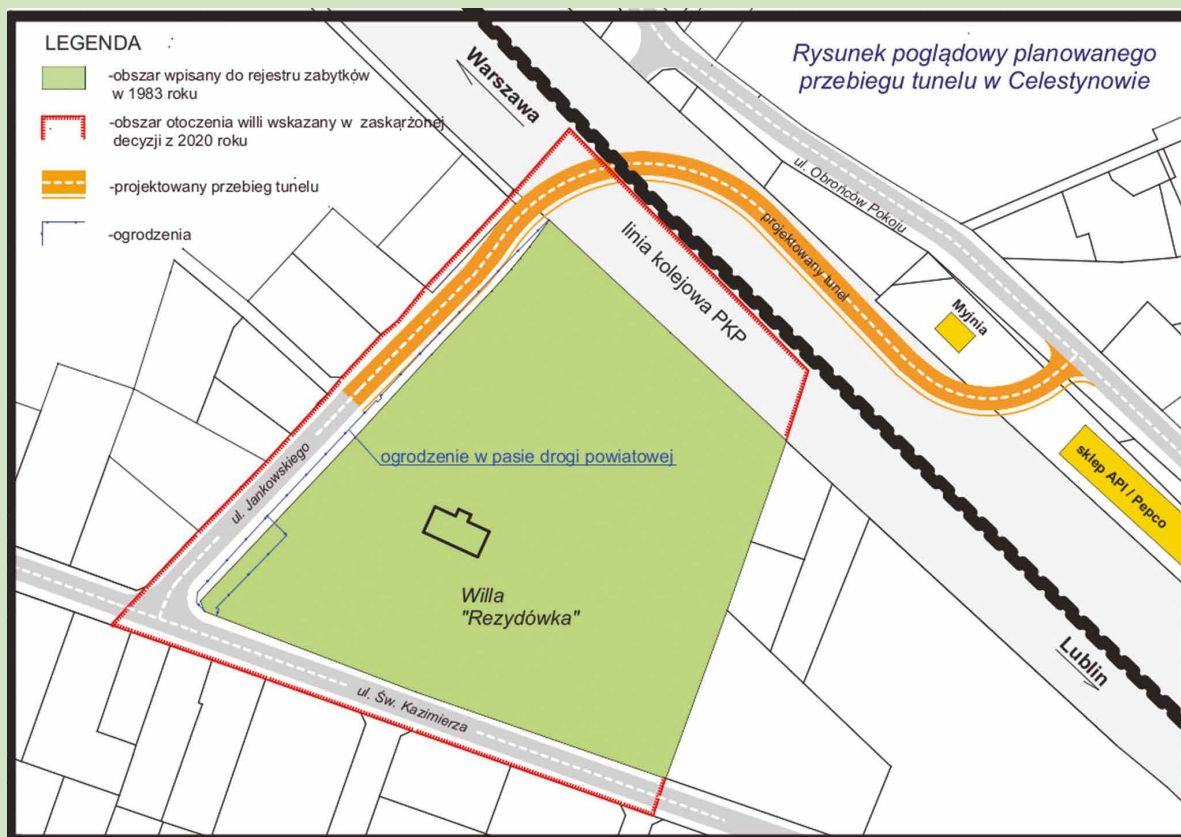 LEGENDA
-obszar wpisany do rejestru zabytków
w 1983 roku
-obszar otoczenia willi wskazany w zaskarżonej
decyzji z 2020 roku
-projektowany przebieg tunelu
-ogrodzenia
Rysunek poglądowy planowanego
przebiegu tunelu w Celestynowie
Warszawa
ul. Obrońców Pokoju
projektowany tunel
linia kolejowa PKP
Myjnia
sklep API / Pepco
ul. Jankowskiego
ogrodzenie w pasie drogi powiatowej
Willa
"Rezydówka"
Lublin
ul. Św. Kazimierza